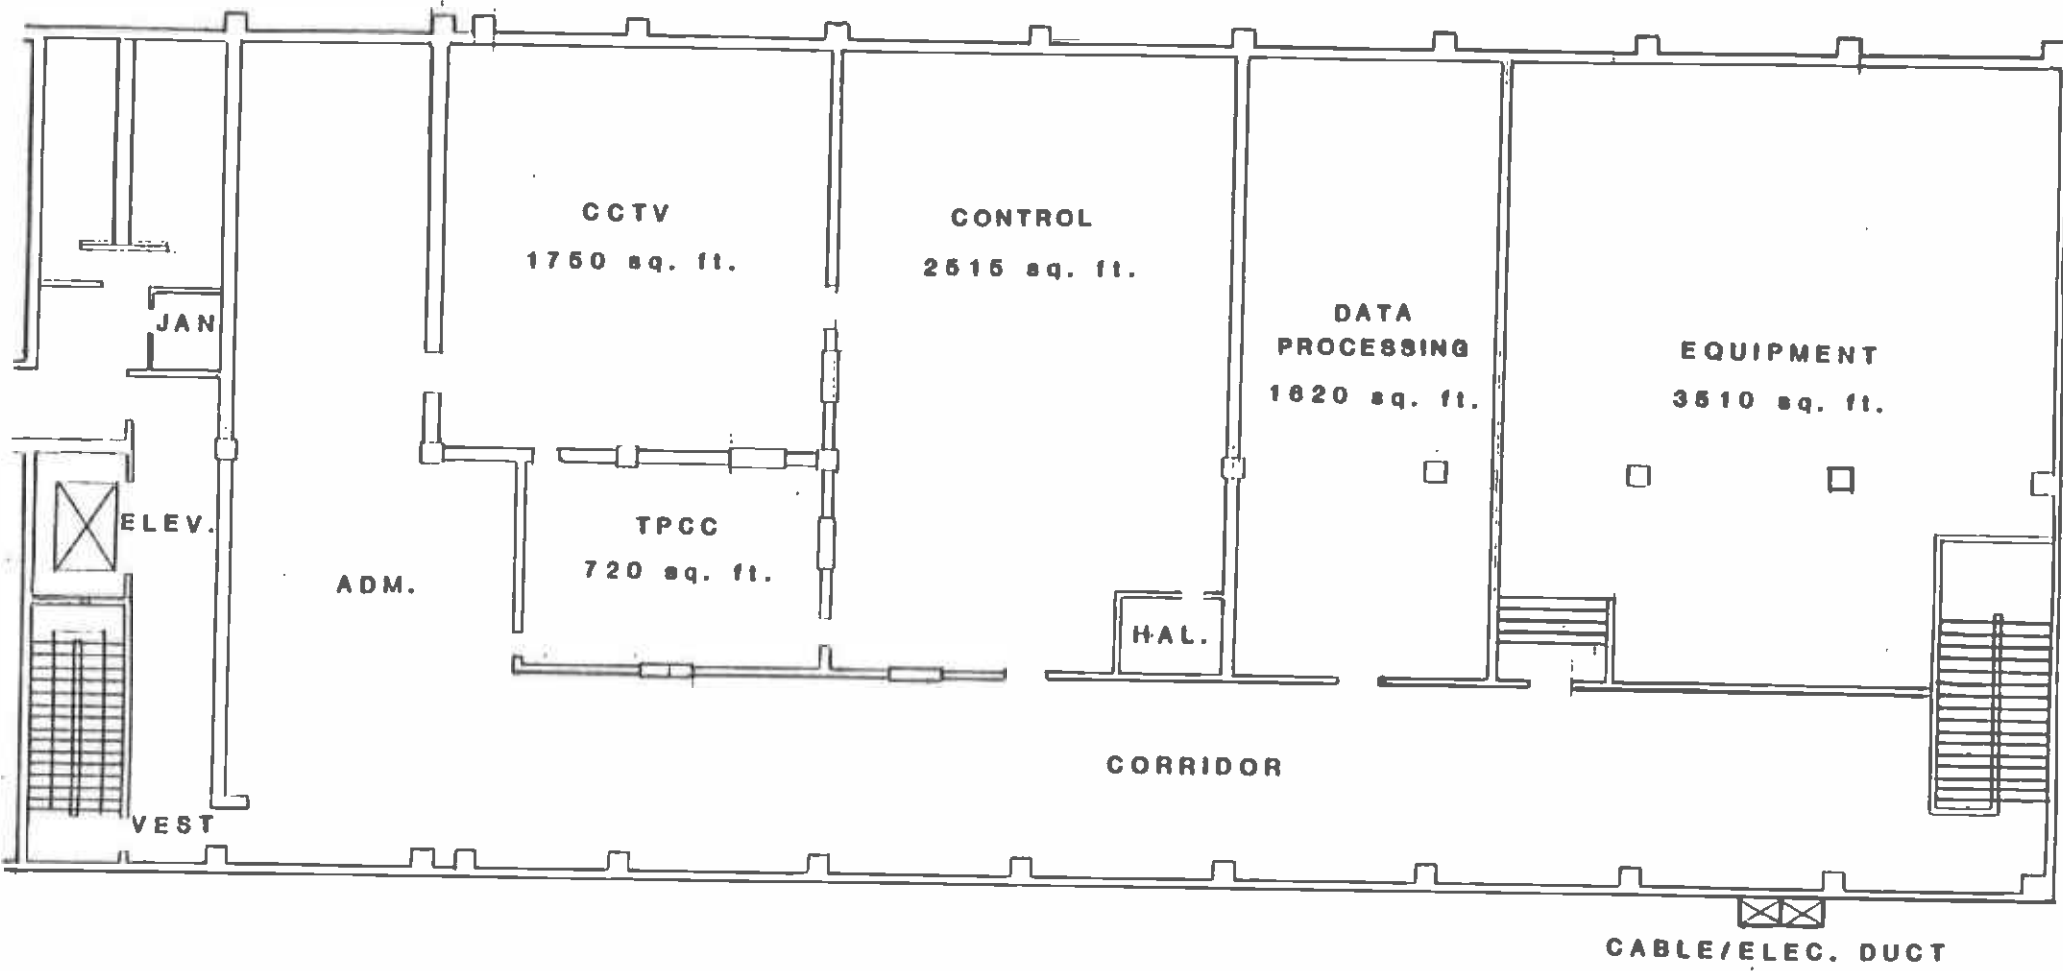 CCTV
1750 sq. ft.
CONTROL
2515 sq. ft.
DATA
PROCESSING
1620 sq. ft.
EQUIPMENT
3510 sq. ft.
JAN
ELEV.
TPCC
720 sq. ft.
ADM.
HAL.
CORRIDOR
VEST
CABLE/ELEC. DUCT